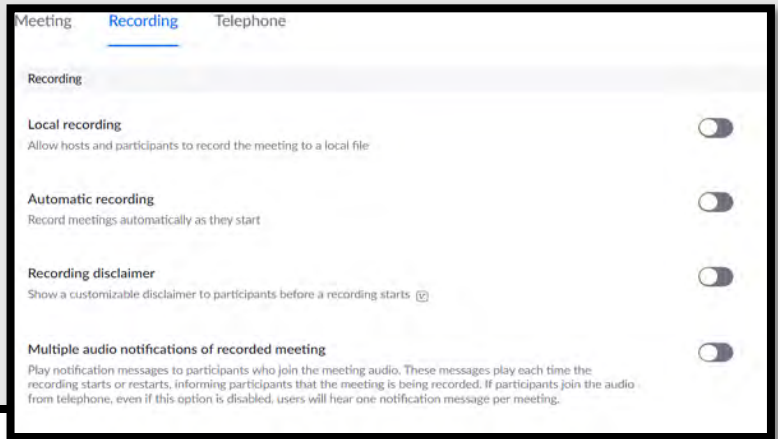 Meeting Recording Telephone
Recording
Local recording
Allow hosts and participants to record the meeting to a local file
Automatic recording
Record meetings automatically as they start
Recording disclaimer
Show a customizable disclaimer to participants before a recording starts
Multiple audio notifications of recorded meeting
Play notification messages to participants who join the meeting audio. These messages play each time the
recording starts or restarts, informing participants that the meeting is being recorded. If participants join the audio
from telephone, even if this option is disabled, users will hear one notification message per meeting.